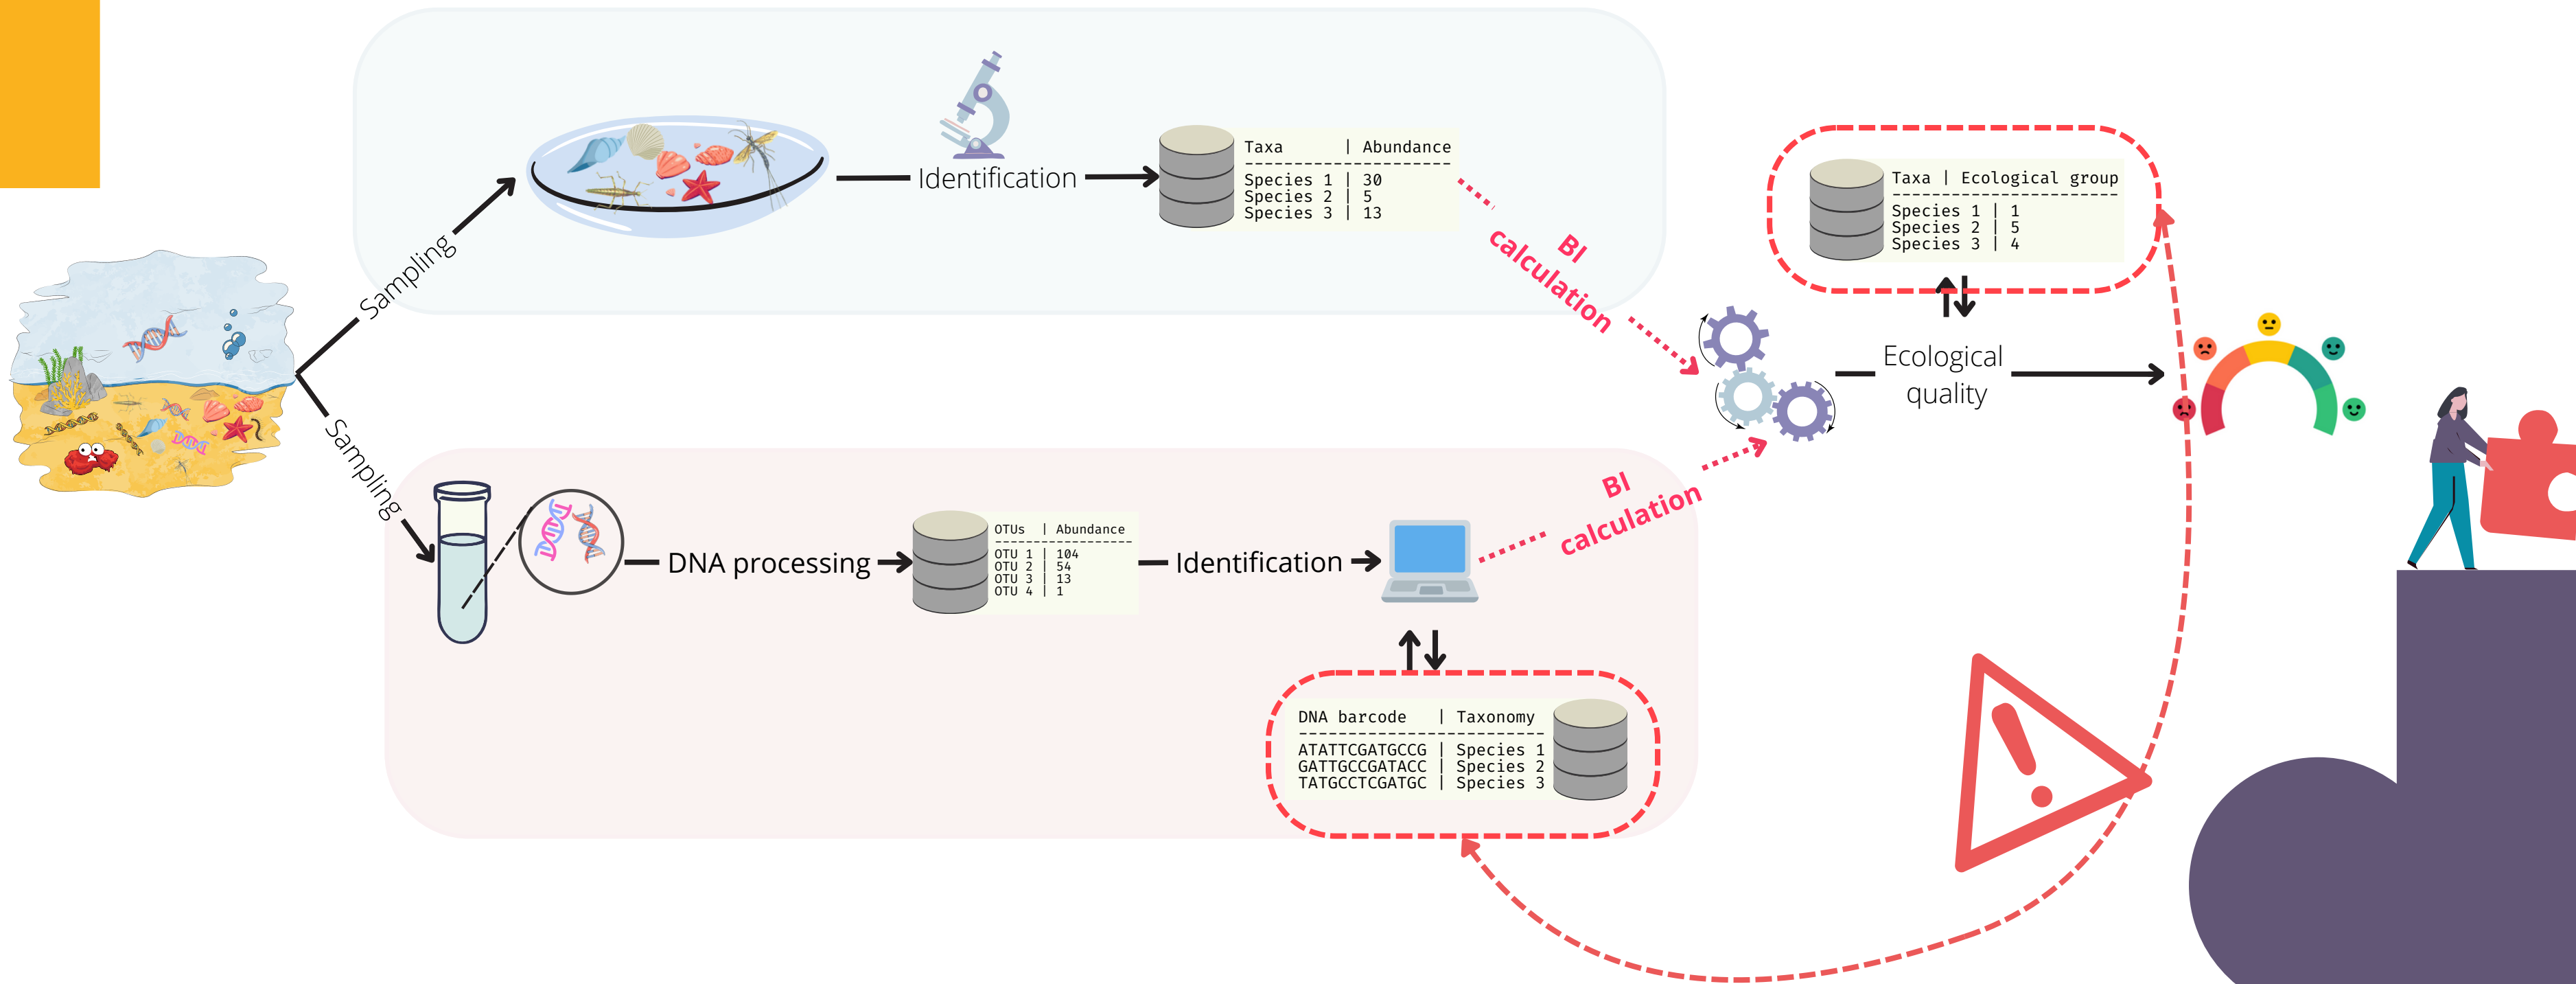 Sampling
Identification
Taxa | Abundance
-------------------------
Species 1 | 30
Species 2 | 5
Species 3 | 13
BI
calculation
Taxa | Ecological group
---------------------------
Species 1 | 1
Species 2 | 5
Species 3 | 4
Ecological
quality
Sampling
DNA processing
OTUs | Abundance
--------------------
OTU 1 | 104
OTU 2 | 54
OTU 3 | 13
OTU 4 | 1
Identification
BI
calculation
DNA barcode | Taxonomy
-------------------------
ATATTCGATGCCG | Species 1
GATTGCCGATACC | Species 2
TATGCCTCGATGC | Species 3